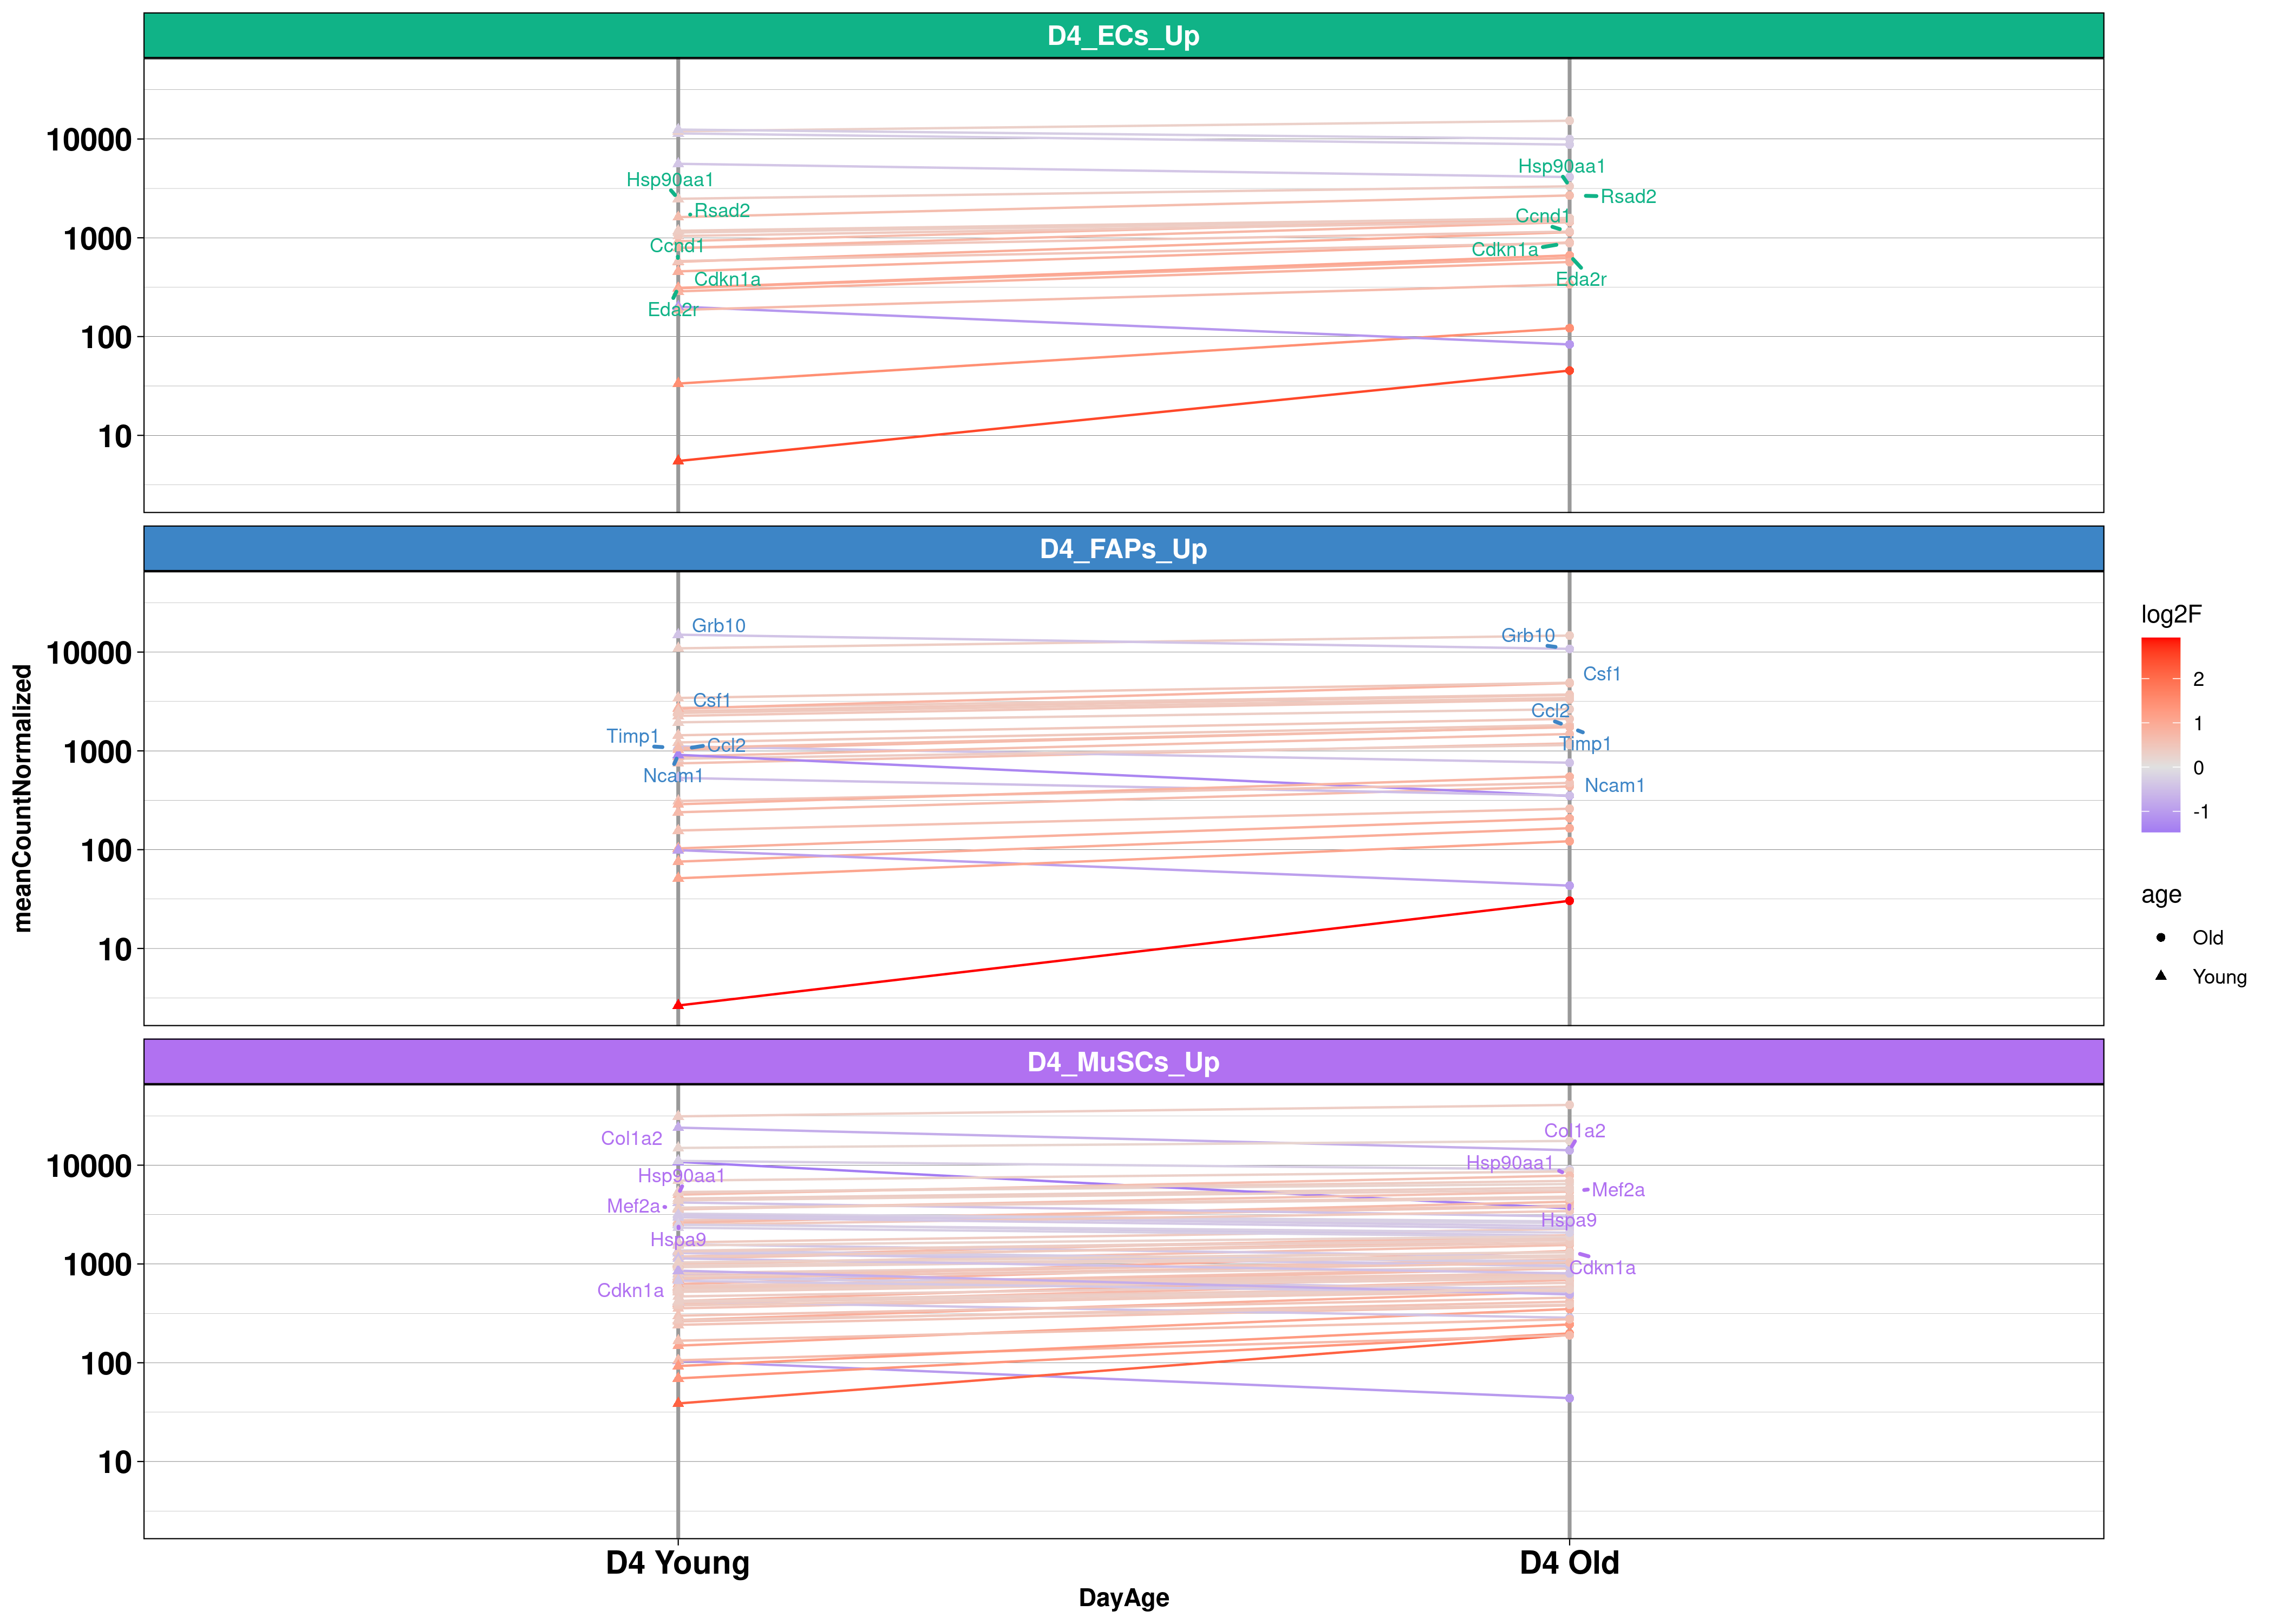 D4_ECs_Up
10000
1000
100
10
Hsp90aa1
Rsad2
Ccnd1
Cdkn1a
Eda2r
Hsp90aa1
Rsad2
Ccnd1
Cdkn1a
Eda2r
D4_FAPs_Up
10000
1000
100
10
Grb10
Csf1
Timp1
Ccl2
Ncam1
Grb10
Csf1
Ccl2
Timp1
Ncam1
D4_MuSCs_Up
10000
1000
100
10
Col1a2
Hsp90aa1
Mef2a
Hspa9
Cdkn1a
Col1a2
Hsp90aa1
Mef2a
Hspa9
Cdkn1a
D4 Young
D4 Old
DayAge
meanCountNormalized
log2F
2
1
0
-1
age
Old
Young